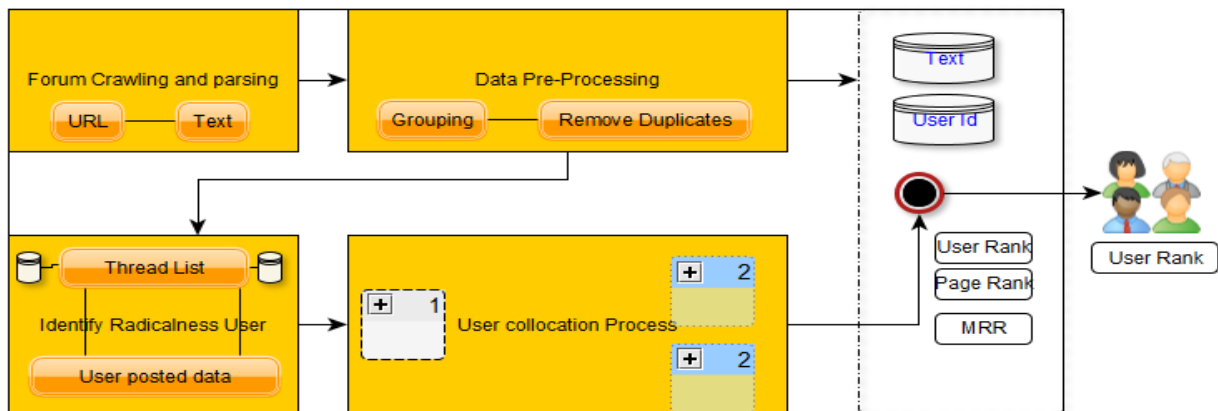 Forum Crawling and parsing
URL
Text
Data Pre-Processing
Grouping
Remove Duplicates
Text
User Id
User Rank
Page Rank
MRR
User Rank
Thread List
Identify Radicalness User
User posted data
1
User collocation Process
2
2